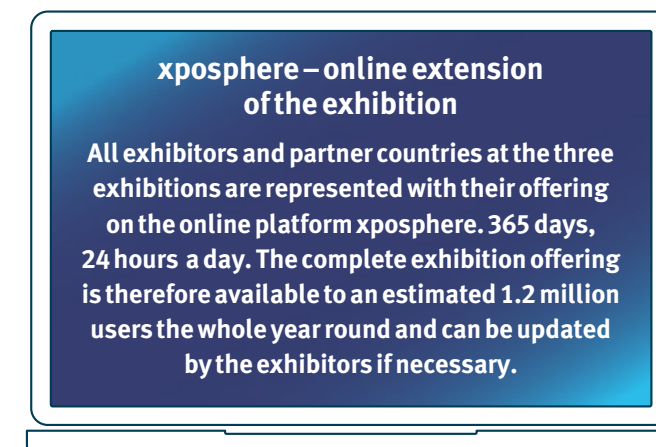 xposphere – online extension
of the exhibition
All exhibitors and partner countries at the three
exhibitions are represented with their offering
on the online platform xposphere. 365 days,
24 hours a day. The complete exhibition offering
is therefore available to an estimated 1.2 million
users the whole year round and can be updated
by the exhibitors if necessary.